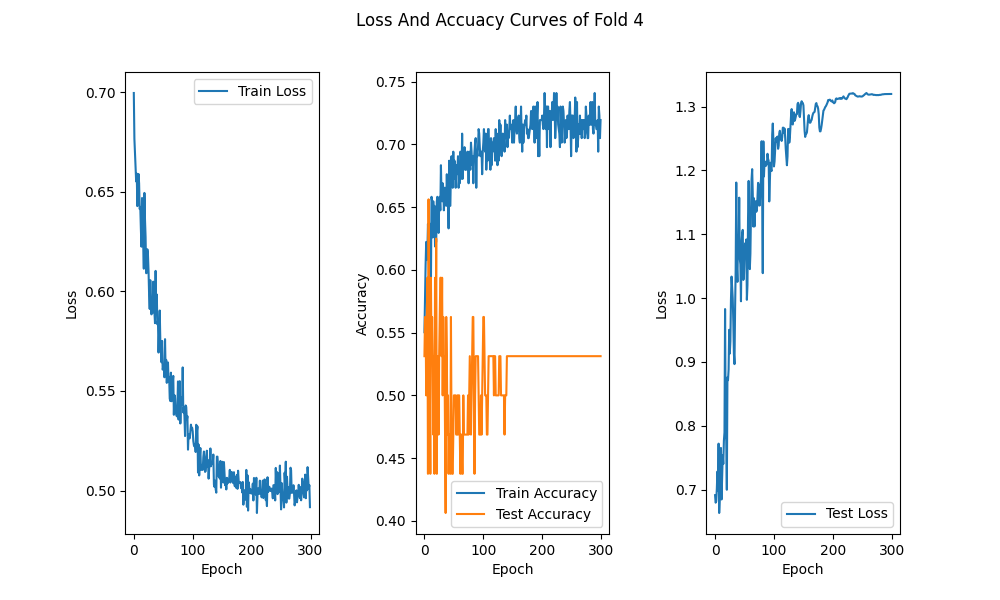 Loss And Accuacy Curves of Fold 4
Loss
0.70
0.65
0.60
0.55
0.50
Train Loss
0 100 200 300
Epoch
Accuracy
0.75
0.70
0.65
0.60
0.55
0.50
0.45
0.40
Train Accuracy
Test Accuracy
0 100 200 300
Epoch
Loss
1.3
1.2
1.1
1.0
0.9
0.8
0.7
Test Loss
0 100 200 300
Epoch